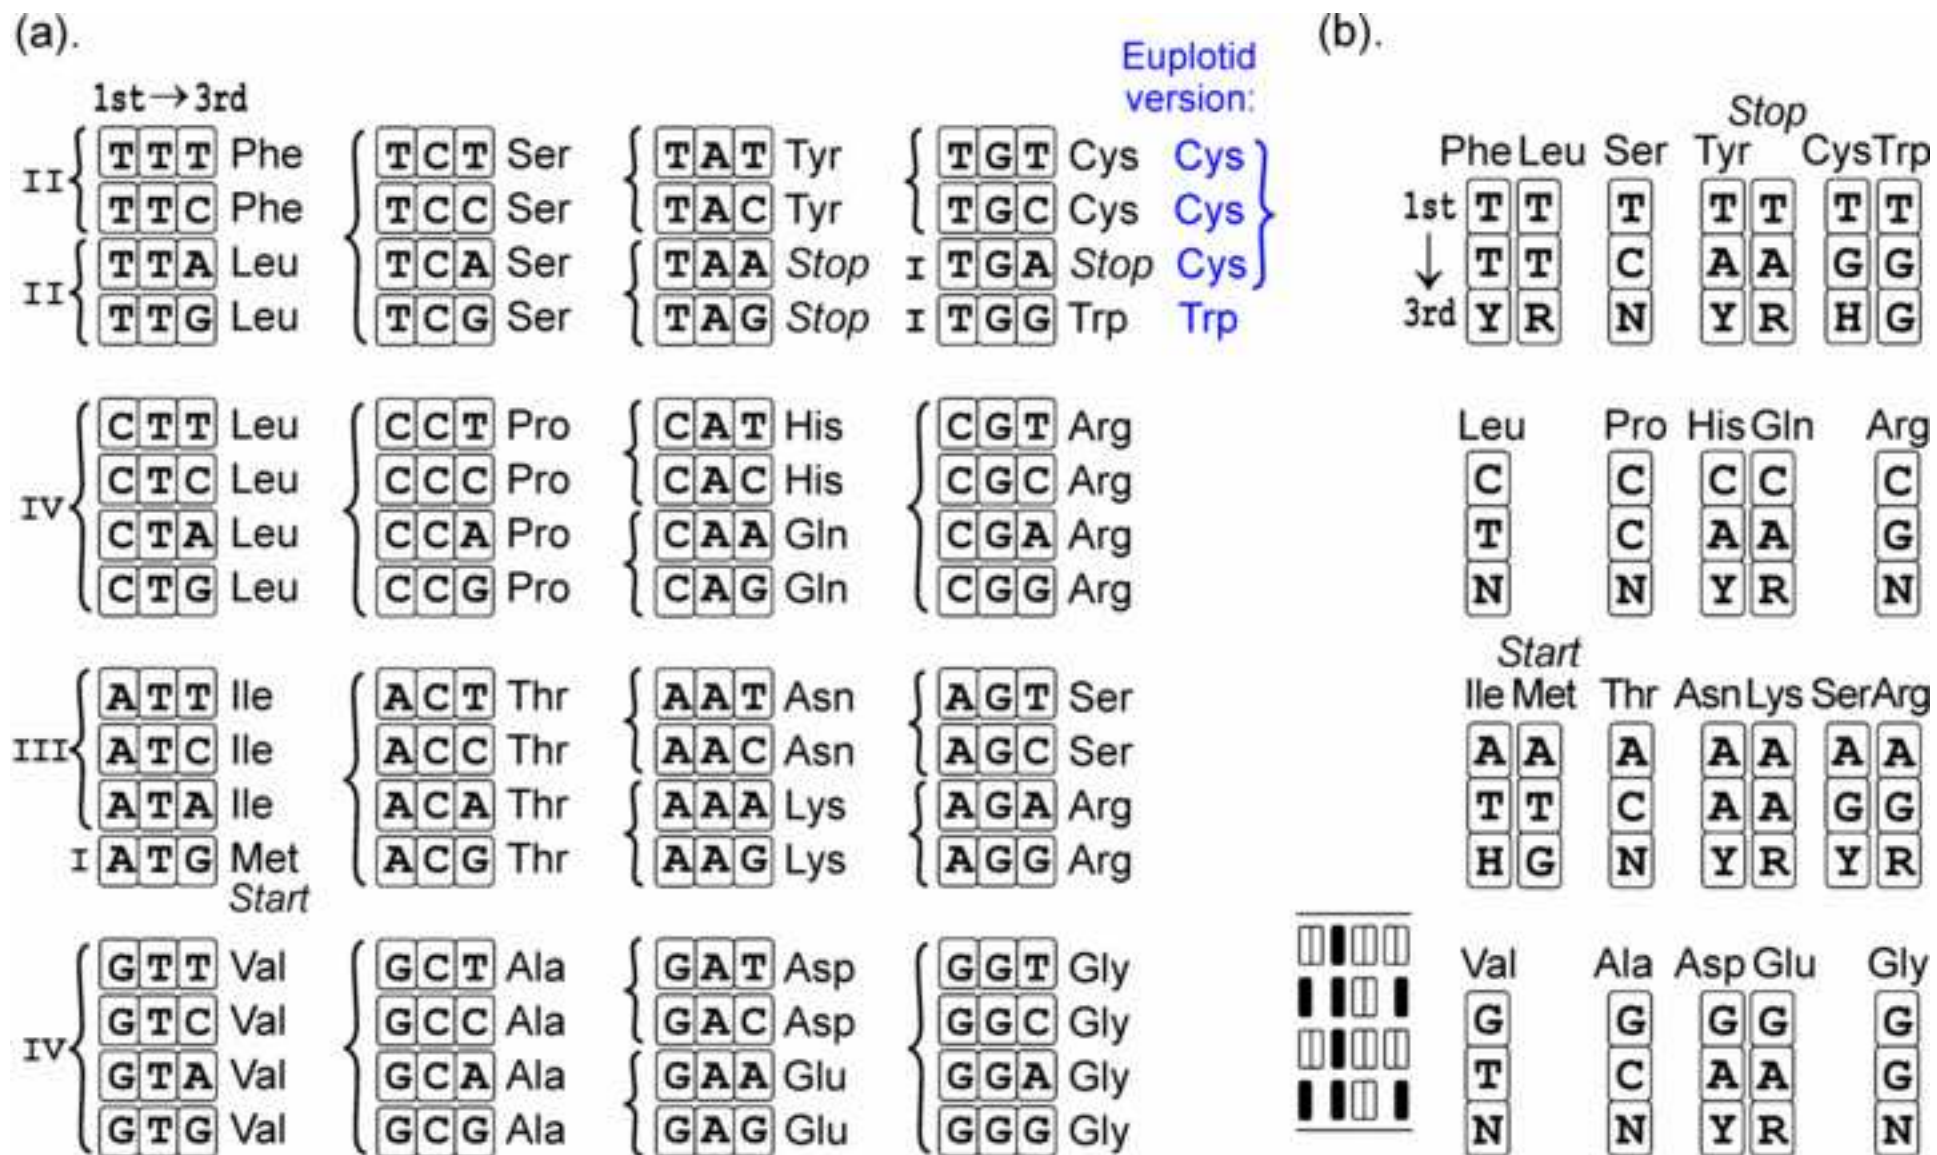 (a).
1st→3rd
Euplotid
version:
II TTT Phe TCT Ser TAT Tyr TGT Cys Cys
TTC Phe TCC Ser TAC Tyr TGC Cys Cys
II TTA Leu TCA Ser TAA Stop I TGA Stop Cys
TTG Leu TCG Ser TAG Stop I TGG Trp Trp
IV CTT Leu CCT Pro CAT His CGT Arg
CTC Leu CCC Pro CAC His CGC Arg
CTA Leu CCA Pro CAA Gln CGA Arg
CTG Leu CCG Pro CAG Gln CGG Arg
III ATT Ile ACT Thr AAT Asn AGT Ser
ATC Ile ACC Thr AAC Asn AGC Ser
ATA Ile ACA Thr AAA Lys AGA Arg
I ATG Met ACG Thr AAG Lys AGG Arg
Start
IV GTT Val GCT Ala GAT Asp GGT Gly
GTC Val GCC Ala GAC Asp GGC Gly
GTA Val GCA Ala GAA Glu GGA Gly
GTG Val GCG Ala GAG Glu GGG Gly
(b).
Stop
Phe Leu Ser Tyr Cys Trp
1st T T T T T T T
T T C A A G G
3rd Y R N Y R H G
Leu Pro His Gln Arg
C C C C C
T C A A G
N N Y R N
Start
Ile Met Thr Asn Lys Ser Arg
A A A A A A A
T T C A A G G
H G N Y R Y R
Val Ala Asp Glu Gly
G G G G G
T C A A G
N N Y R N